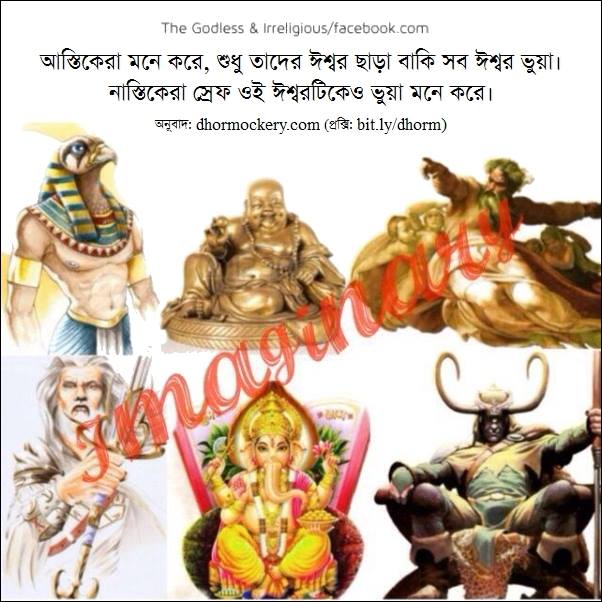 The Godless & Irreligious/facebook.com
আস্তিকেরা মনে করে, শুধু তাদের ঈশ্বর ছাড়া বাকি সব ঈশ্বর ভুয়া।
নাস্তিকেরা স্রেফ ওই ঈশ্বরটিকেও ভুয়া মনে করে।
অনুবাদ: dhormockery.com (প্রক্সি: bit.ly/dhorm)
Imaginary